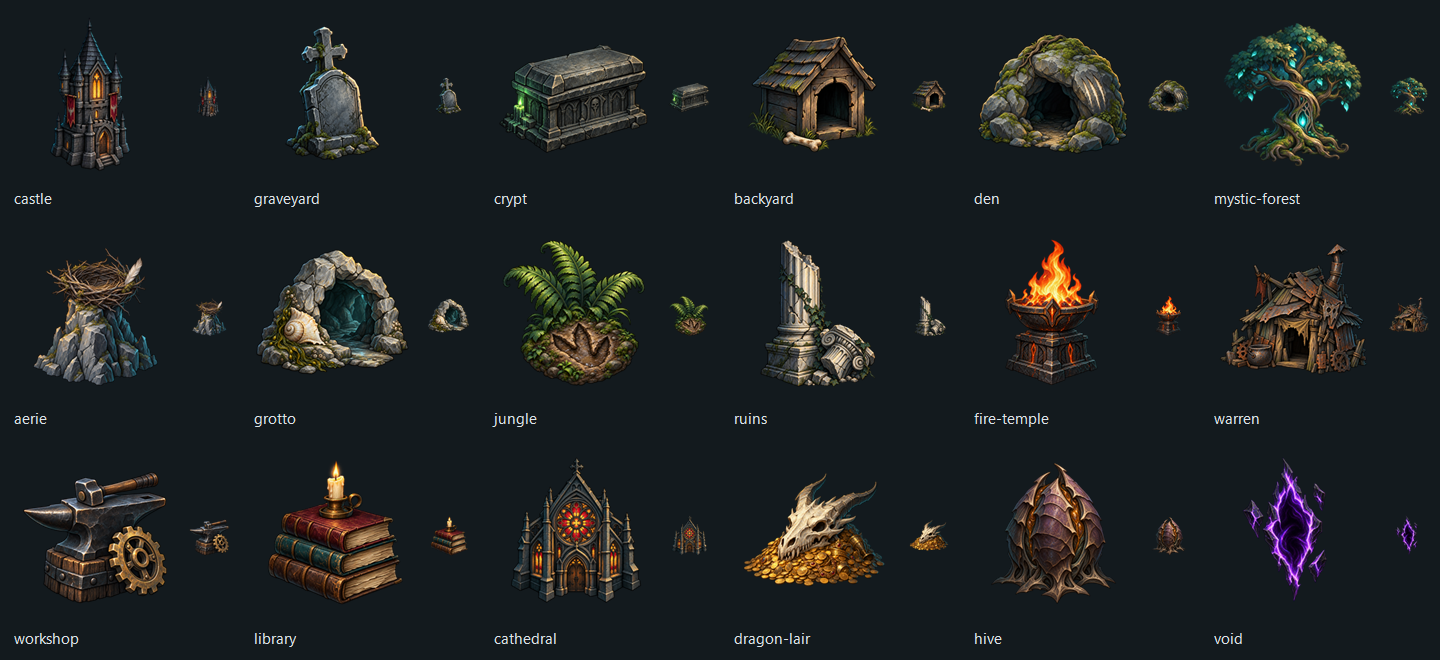 castle
graveyard
crypt
backyard
den
mystic-forest
aerie
grotto
jungle
ruins
fire-temple
warren
workshop
library
cathedral
dragon-lair
hive
void